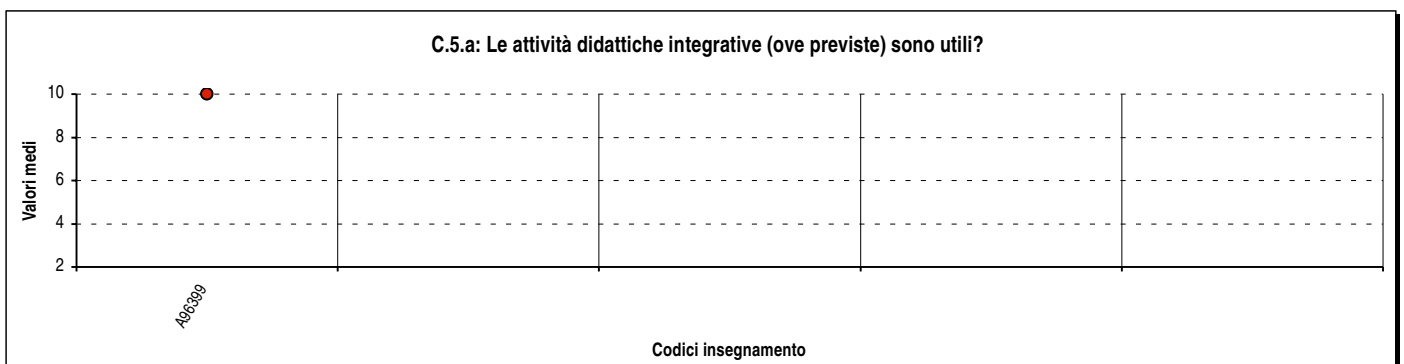 C.5.a: Le attività didattiche integrative (ove previste) sono utili?
10
8
6
4
2
Valori medi
A96399
Codici insegnamento